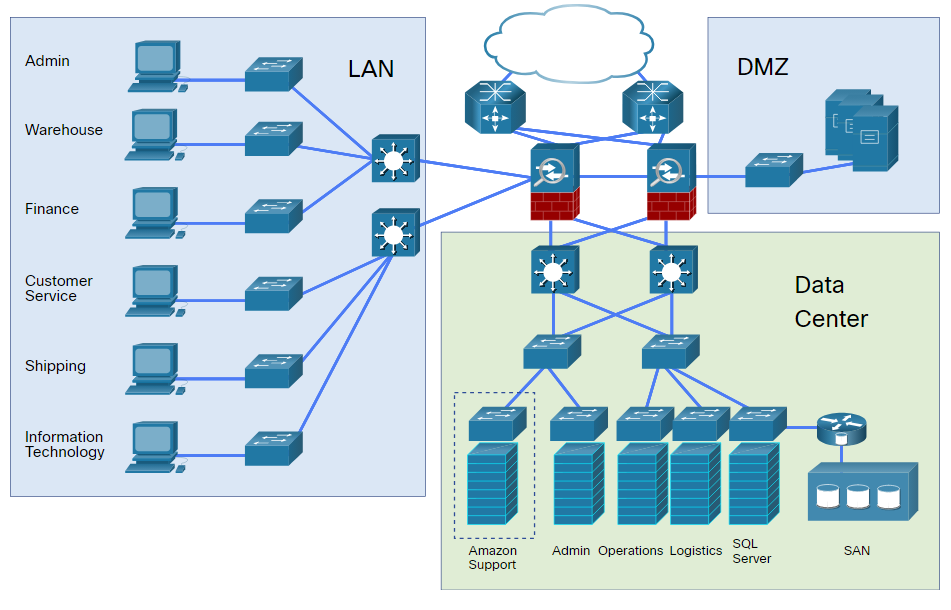 LAN
Admin
Warehouse
Finance
Customer
Service
Shipping
Information
Technology
DMZ
Data
Center
Amazon
Support
Admin
Operations
Logistics
SQL
Server
SAN